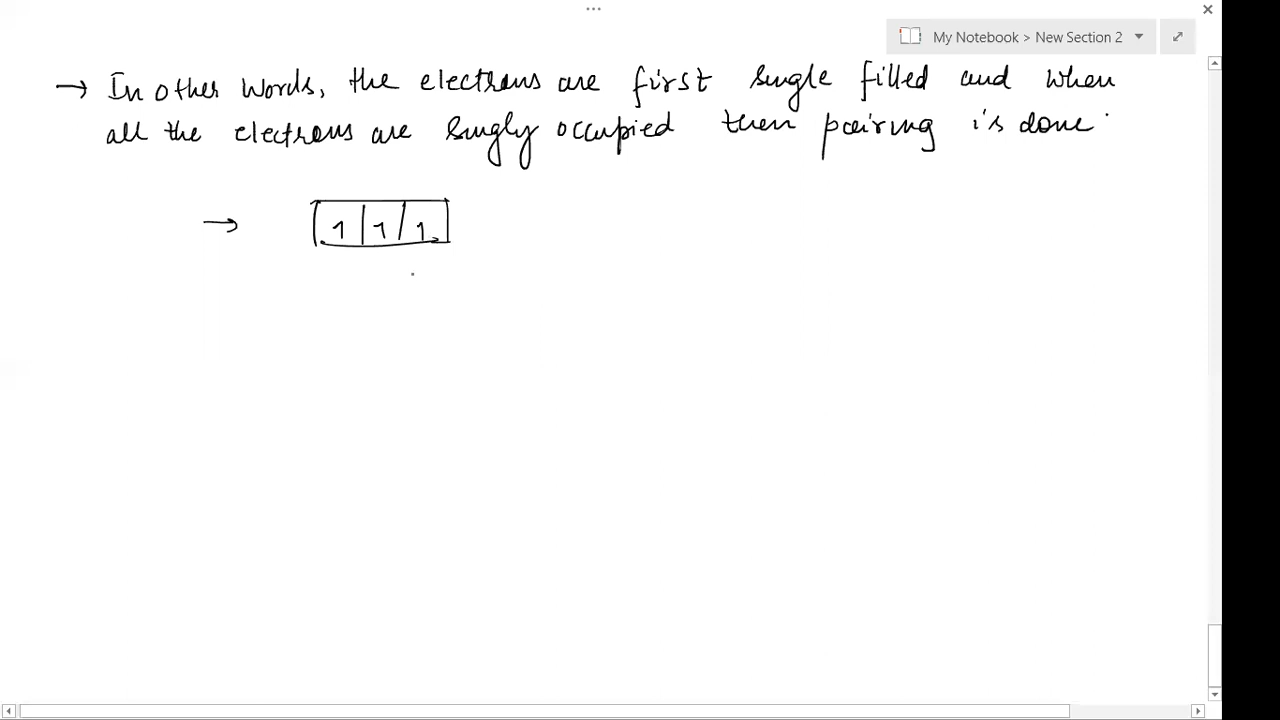 My Notebook > New Section 2
→ In other words, the electrons are first single filled and when
all the electrons are singly occupied then pairing is done.
→ 1 1 1